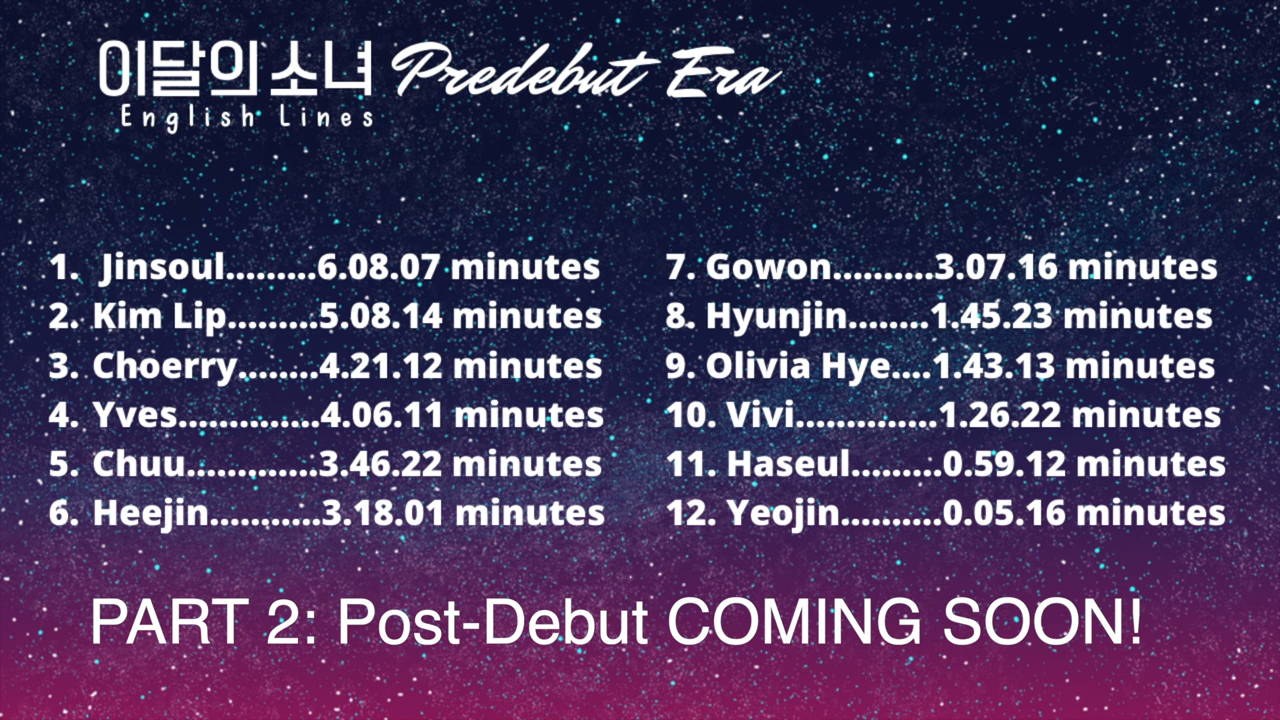 이달의 소녀 Predebut Era
English Lines
1. Jinsoul.........6.08.07 minutes
2. Kim Lip.........5.08.14 minutes
3. Choerry........4.21.12 minutes
4. Yves..............4.06.11 minutes
5. Chuu.............3.46.22 minutes
6. Heejin...........3.18.01 minutes
7. Gowon..........3.07.16 minutes
8. Hyunjin........1.45.23 minutes
9. Olivia Hye....1.43.13 minutes
10. Vivi..............1.26.22 minutes
11. Haseul.........0.59.12 minutes
12. Yeojin..........0.05.16 minutes
PART 2: Post-Debut COMING SOON!